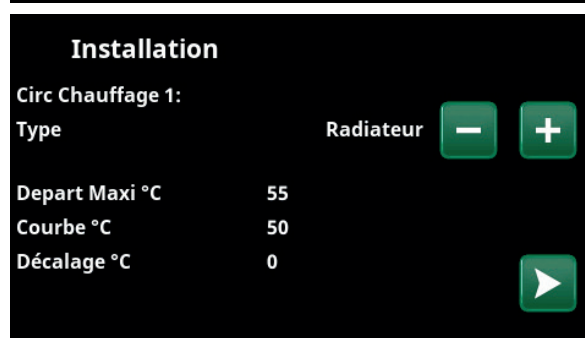 Installation
Circ Chauffage 1:
Type Radiateur
Depart Maxi °C 55
Courbe °C 50
Décalage °C 0